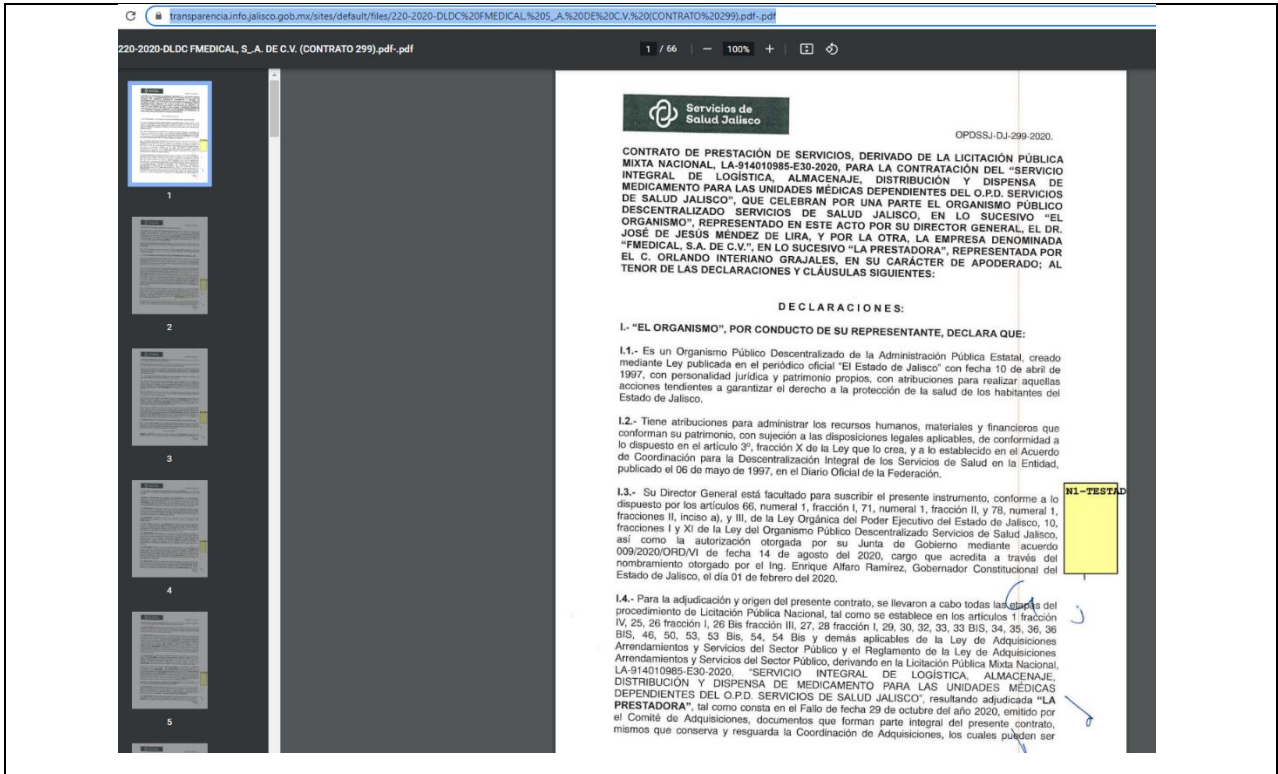 transparencia.info.jalisco.gob.mx/sites/default/files/220-2020-DLDC%20FMEDICAL,%20S_.A.%20DE%20C.V.%20(CONTRATO%20299).pdf-.pdf
220-2020-DLDC FMEDICAL, S_.A. DE C.V. (CONTRATO 299).pdf-.pdf
1 / 66 — 100% +
1
2
3
4
5
Servicios de
Salud Jalisco
OPDSSJ-DJ-299-2020.
CONTRATO DE PRESTACIÓN DE SERVICIOS, DERIVADO DE LA LICITACIÓN PÚBLICA
MIXTA NACIONAL, LA-914010985-E30-2020, PARA LA CONTRATACIÓN DEL "SERVICIO
INTEGRAL DE LOGÍSTICA, ALMACENAJE, DISTRIBUCIÓN Y DISPENSA DE
MEDICAMENTO PARA LAS UNIDADES MÉDICAS DEPENDIENTES DEL O.P.D. SERVICIOS
DE SALUD JALISCO", QUE CELEBRAN POR UNA PARTE EL ORGANISMO PÚBLICO
DESCENTRALIZADO SERVICIOS DE SALUD JALISCO, EN LO SUCESIVO "EL
ORGANISMO", REPRESENTADO EN ESTE ACTO POR SU DIRECTOR GENERAL, EL DR.
JOSÉ DE JESÚS MÉNDEZ DE LIRA, Y POR LA OTRA, LA EMPRESA DENOMINADA
"FMEDICAL, S.A. DE C.V.", EN LO SUCESIVO "LA PRESTADORA", REPRESENTADA POR
EL C. ORLANDO INTERIANO GRAJALES, EN SU CARÁCTER DE APODERADO; AL
TENOR DE LAS DECLARACIONES Y CLÁUSULAS SIGUIENTES:
DECLARACIONES:
I.- "EL ORGANISMO", POR CONDUCTO DE SU REPRESENTANTE, DECLARA QUE:
I.1.- Es un Organismo Público Descentralizado de la Administración Pública Estatal, creado
mediante Ley publicada en el periódico oficial "El Estado de Jalisco" con fecha 10 de abril de
1997, con personalidad jurídica y patrimonio propios, con atribuciones para realizar aquellas
acciones tendientes a garantizar el derecho a la protección de la salud de los habitantes del
Estado de Jalisco.
I.2.- Tiene atribuciones para administrar los recursos humanos, materiales y financieros que
conforman su patrimonio, con sujeción a las disposiciones legales aplicables, de conformidad a
lo dispuesto en el artículo 3º, fracción X de la Ley que lo crea, y a lo establecido en el Acuerdo
de Coordinación para la Descentralización Integral de los Servicios de Salud en la Entidad,
publicado el 06 de mayo de 1997, en el Diario Oficial de la Federación.
I.3.- Su Director General está facultado para suscribir el presente instrumento, conforme a lo
dispuesto por los artículos 66, numeral 1, fracción I, 71, numeral 1, fracción II, y 78, numeral 1,
fracciones II, inciso a), y III, de la Ley Orgánica del Poder Ejecutivo del Estado de Jalisco, 10,
fracciones I y XI de la Ley del Organismo Público Descentralizado Servicios de Salud Jalisco,
así como la autorización otorgada por su Junta de Gobierno mediante acuerdo
009/2020/ORD/VI de fecha 14 de agosto del 2020, cargo que acredita a través del
nombramiento otorgado por el Ing. Enrique Alfaro Ramírez, Gobernador Constitucional del
Estado de Jalisco, el día 01 de febrero del 2020.
N1-TESTAD
I.4.- Para la adjudicación y origen del presente contrato, se llevaron a cabo todas las etapas del
procedimiento de Licitación Pública Nacional, tal como se establece en los artículos 1 fracción
IV, 25, 26 fracción I, 26 Bis fracción III, 27, 28 fracción I, 29, 30, 32, 33, 33 BIS, 34, 35, 36, 36
BIS, 46, 50, 53, 53 Bis, 54, 54 Bis y demás aplicables de la Ley de Adquisiciones
Arrendamientos y Servicios del Sector Público y el Reglamento de la Ley de Adquisiciones
Arrendamientos y Servicios del Sector Público, derivando en la Licitación Pública Mixta Nacional,
LA-914010985-E30-2020, "SERVICIO INTEGRAL DE LOGÍSTICA, ALMACENAJE,
DISTRIBUCIÓN Y DISPENSA DE MEDICAMENTO PARA LAS UNIDADES MÉDICAS
DEPENDIENTES DEL O.P.D. SERVICIOS DE SALUD JALISCO", resultando adjudicada "LA
PRESTADORA", tal como consta en el Fallo de fecha 29 de octubre del año 2020, emitido por
el Comité de Adquisiciones, documentos que forman parte integral del presente contrato,
mismos que conserva y resguarda la Coordinación de Adquisiciones, los cuales pueden ser